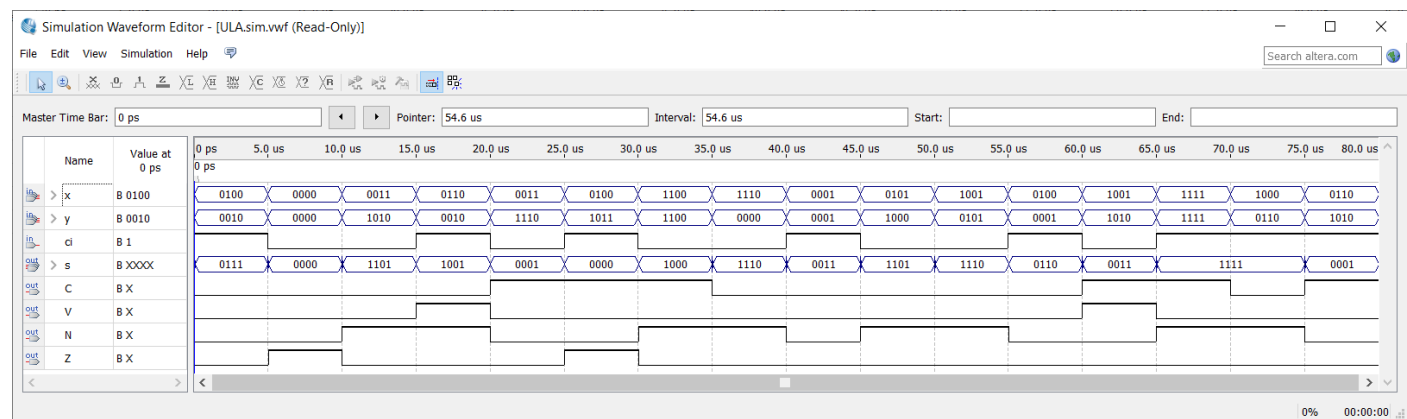 Simulation Waveform Editor - [ULA.sim.vwf (Read-Only)]
File Edit View Simulation Help
Search altera.com
Master Time Bar: 0 ps Pointer: 54.6 us Interval: 54.6 us Start: End:
Name Value at 0 ps
0 ps 5.0 us 10.0 us 15.0 us 20.0 us 25.0 us 30.0 us 35.0 us 40.0 us 45.0 us 50.0 us 55.0 us 60.0 us 65.0 us 70.0 us 75.0 us 80.0 us
0 ps
x B 0100 0100 0000 0011 0110 0011 0100 1100 1110 0001 0101 1001 0100 1001 1111 1000 0110
y B 0010 0010 0000 1010 0010 1110 1011 1100 0000 0001 1000 0101 0001 1010 1111 0110 1010
ci B 1
s B XXXX 0111 0000 1101 1001 0001 0000 1000 1110 0011 1101 1110 0110 0011 1111 0001
C B X
V B X
N B X
Z B X
0% 00:00:00